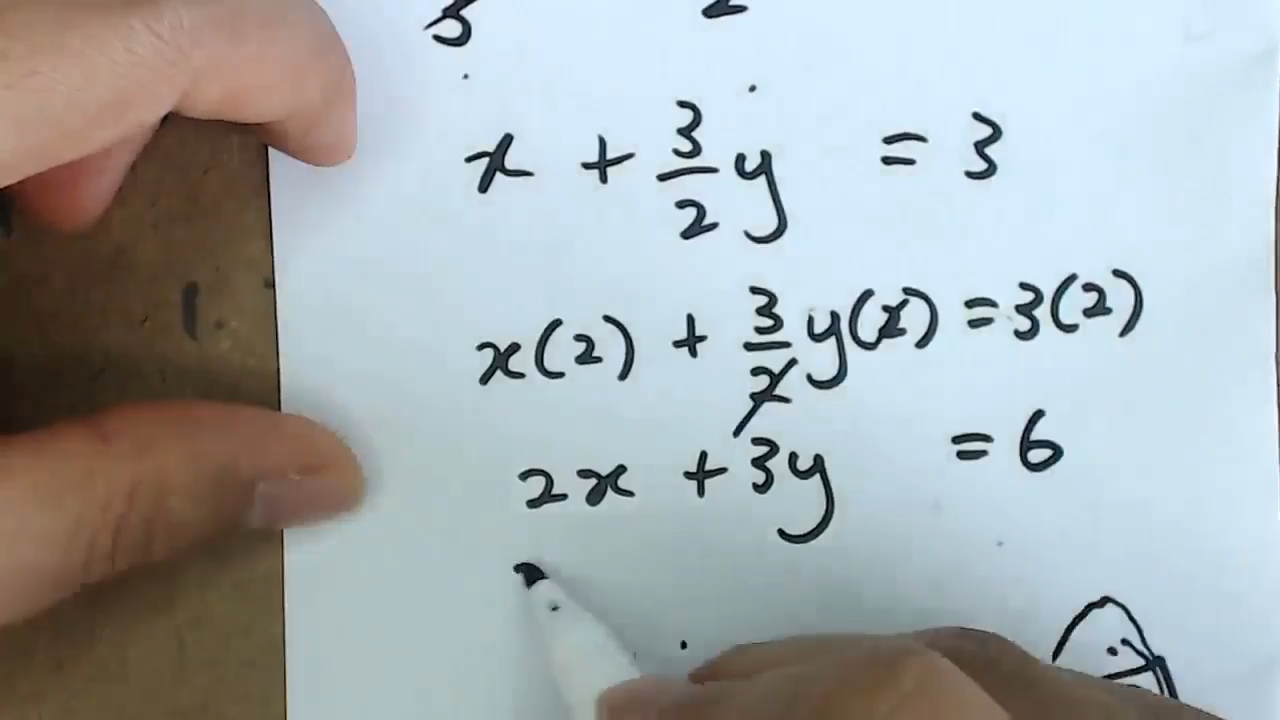 x + 3/2 y = 3
x(2) + 3/2 y(2) = 3(2)
2x + 3y = 6